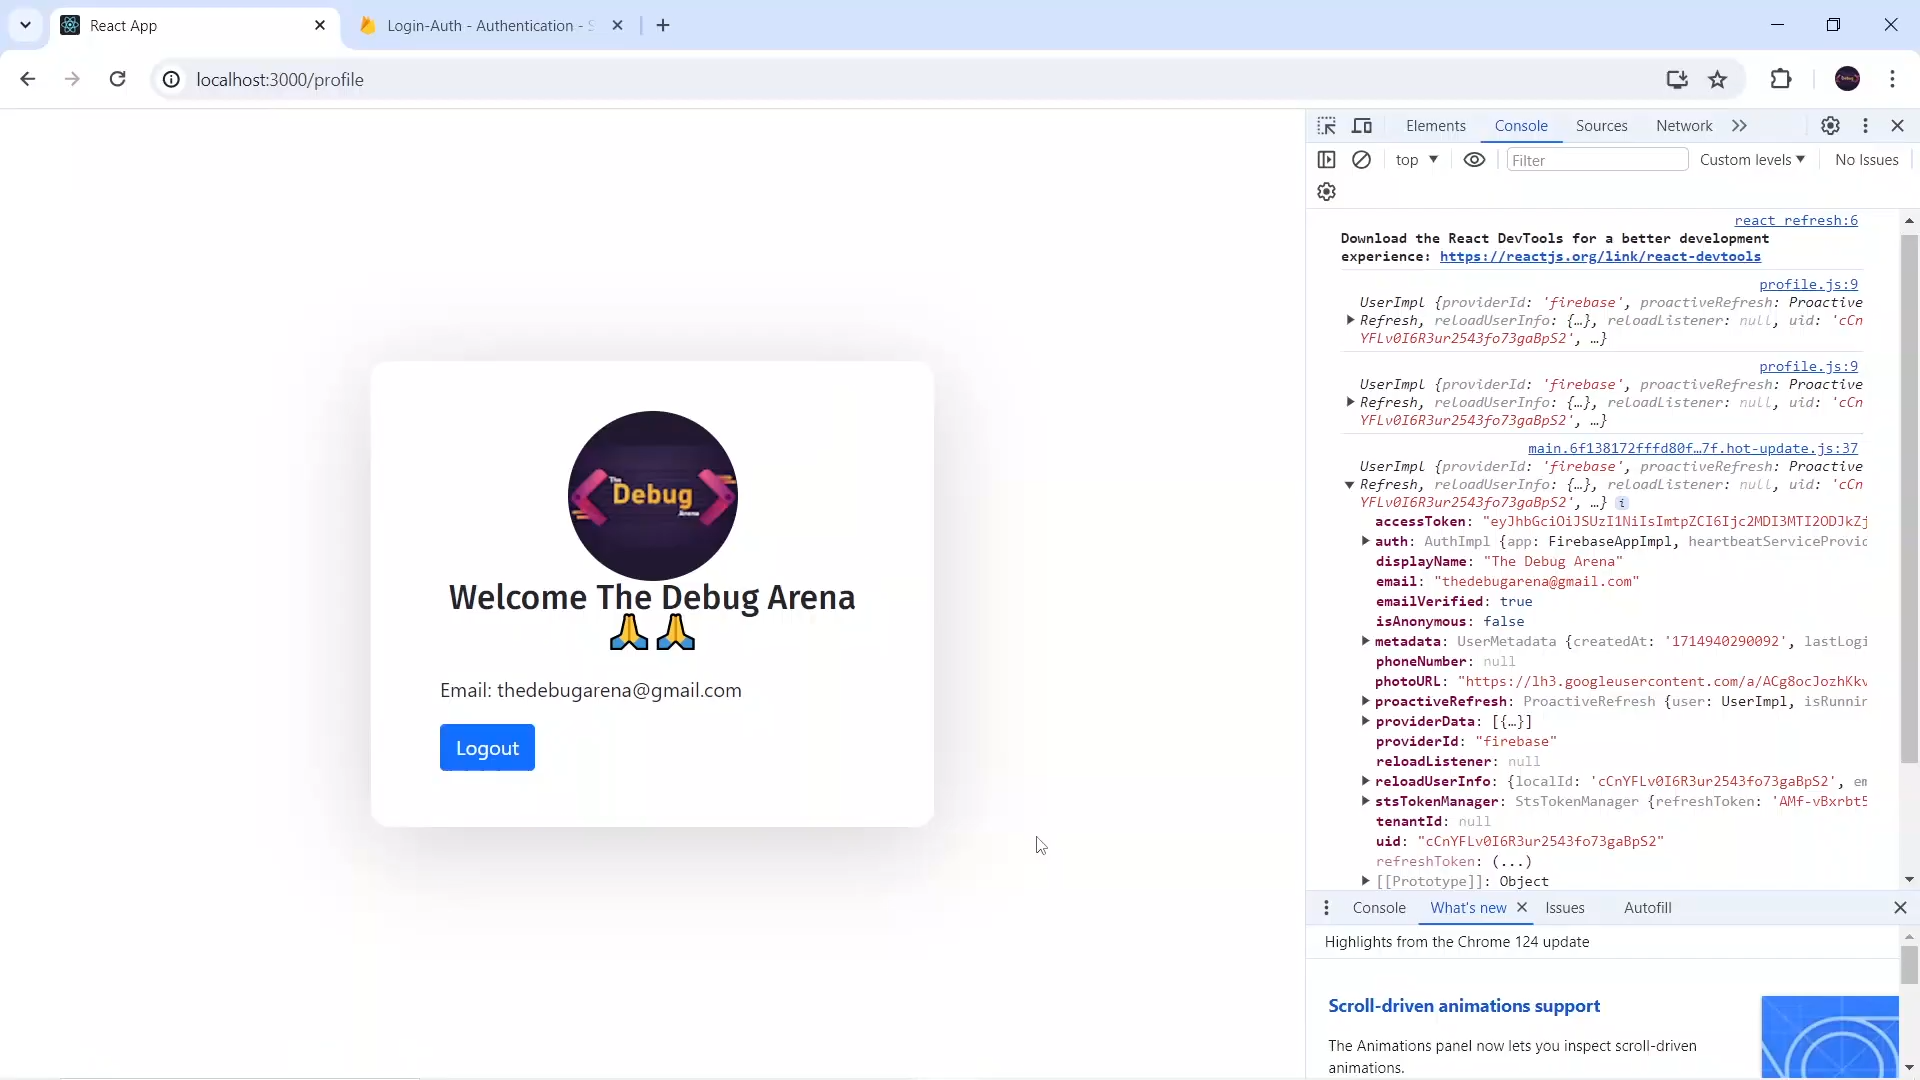 React App
Login-Auth - Authentication -
localhost:3000/profile
Elements
Console
Sources
Network
top
Filter
Custom levels
No Issues
react refresh:6
Download the React DevTools for a better development
experience: https://reactjs.org/link/react-devtools
profile.js:9
UserImpl {providerId: 'firebase', proactiveRefresh: Proactive
Refresh, reloadUserInfo: {…}, reloadListener: null, uid: 'cCn
YFLv0I6R3ur2543fo73gaBpS2', …}
profile.js:9
UserImpl {providerId: 'firebase', proactiveRefresh: Proactive
Refresh, reloadUserInfo: {…}, reloadListener: null, uid: 'cCn
YFLv0I6R3ur2543fo73gaBpS2', …}
main.6f138172fffd80f…7f.hot-update.js:37
UserImpl {providerId: 'firebase', proactiveRefresh: Proactive
Refresh, reloadUserInfo: {…}, reloadListener: null, uid: 'cCn
YFLv0I6R3ur2543fo73gaBpS2', …} i
accessToken: "eyJhbGciOiJSUzI1NiIsImtpZCI6Ijc2MDI3MTI2ODJkZj
auth: AuthImpl {app: FirebaseAppImpl, heartbeatServiceProvid
displayName: "The Debug Arena"
email: "thedebugarena@gmail.com"
emailVerified: true
isAnonymous: false
metadata: UserMetadata {createdAt: '1714940290092', lastLogi
phoneNumber: null
photoURL: "https://lh3.googleusercontent.com/a/ACg8ocJozhKkv
proactiveRefresh: ProactiveRefresh {user: UserImpl, isRunnin
providerData: [{…}]
providerId: "firebase"
reloadListener: null
reloadUserInfo: {localId: 'cCnYFLv0I6R3ur2543fo73gaBpS2', em
stsTokenManager: StsTokenManager {refreshToken: 'AMf-vBxrbt5
tenantId: null
uid: "cCnYFLv0I6R3ur2543fo73gaBpS2"
refreshToken: (...)
[[Prototype]]: Object
The
Debug
Arena
Welcome The Debug Arena
🙏🙏
Email: thedebugarena@gmail.com
Logout
Console
What's new
Issues
Autofill
Highlights from the Chrome 124 update
Scroll-driven animations support
The Animations panel now lets you inspect scroll-driven
animations.